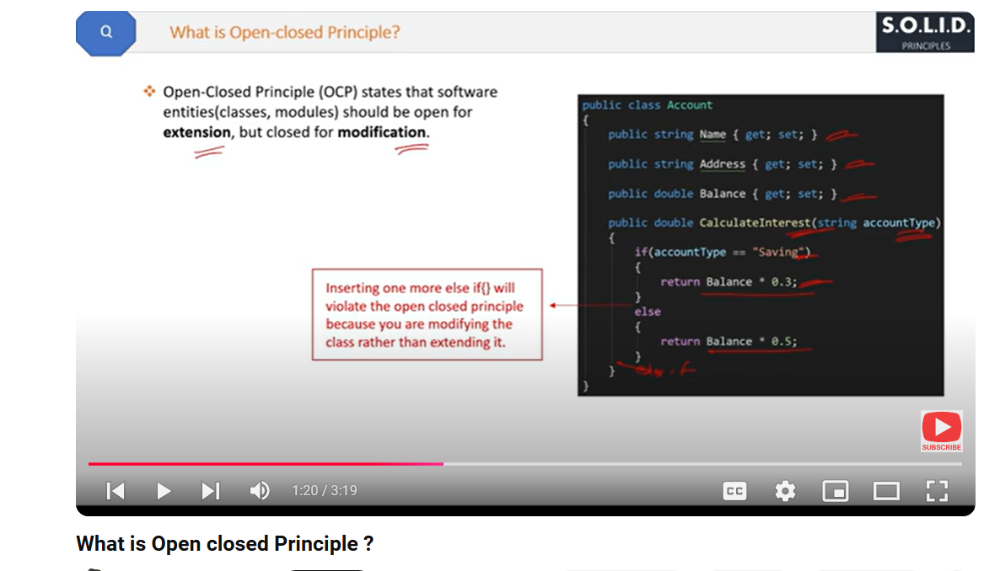 Q
What is Open-closed Principle?
S.O.L.I.D.
PRINCIPLES
Open-Closed Principle (OCP) states that software
entities(classes, modules) should be open for
extension, but closed for modification.
public class Account
{
public string Name { get; set; }
public string Address { get; set; }
public double Balance { get; set; }
public double CalculateInterest(string accountType)
{
if(accountType == "Saving")
{
return Balance * 0.3;
}
else
{
return Balance * 0.5;
}
}
}
Inserting one more else if{} will
violate the open closed principle
because you are modifying the
class rather than extending it.
SUBSCRIBE
1:20 / 3:19
CC
What is Open closed Principle ?